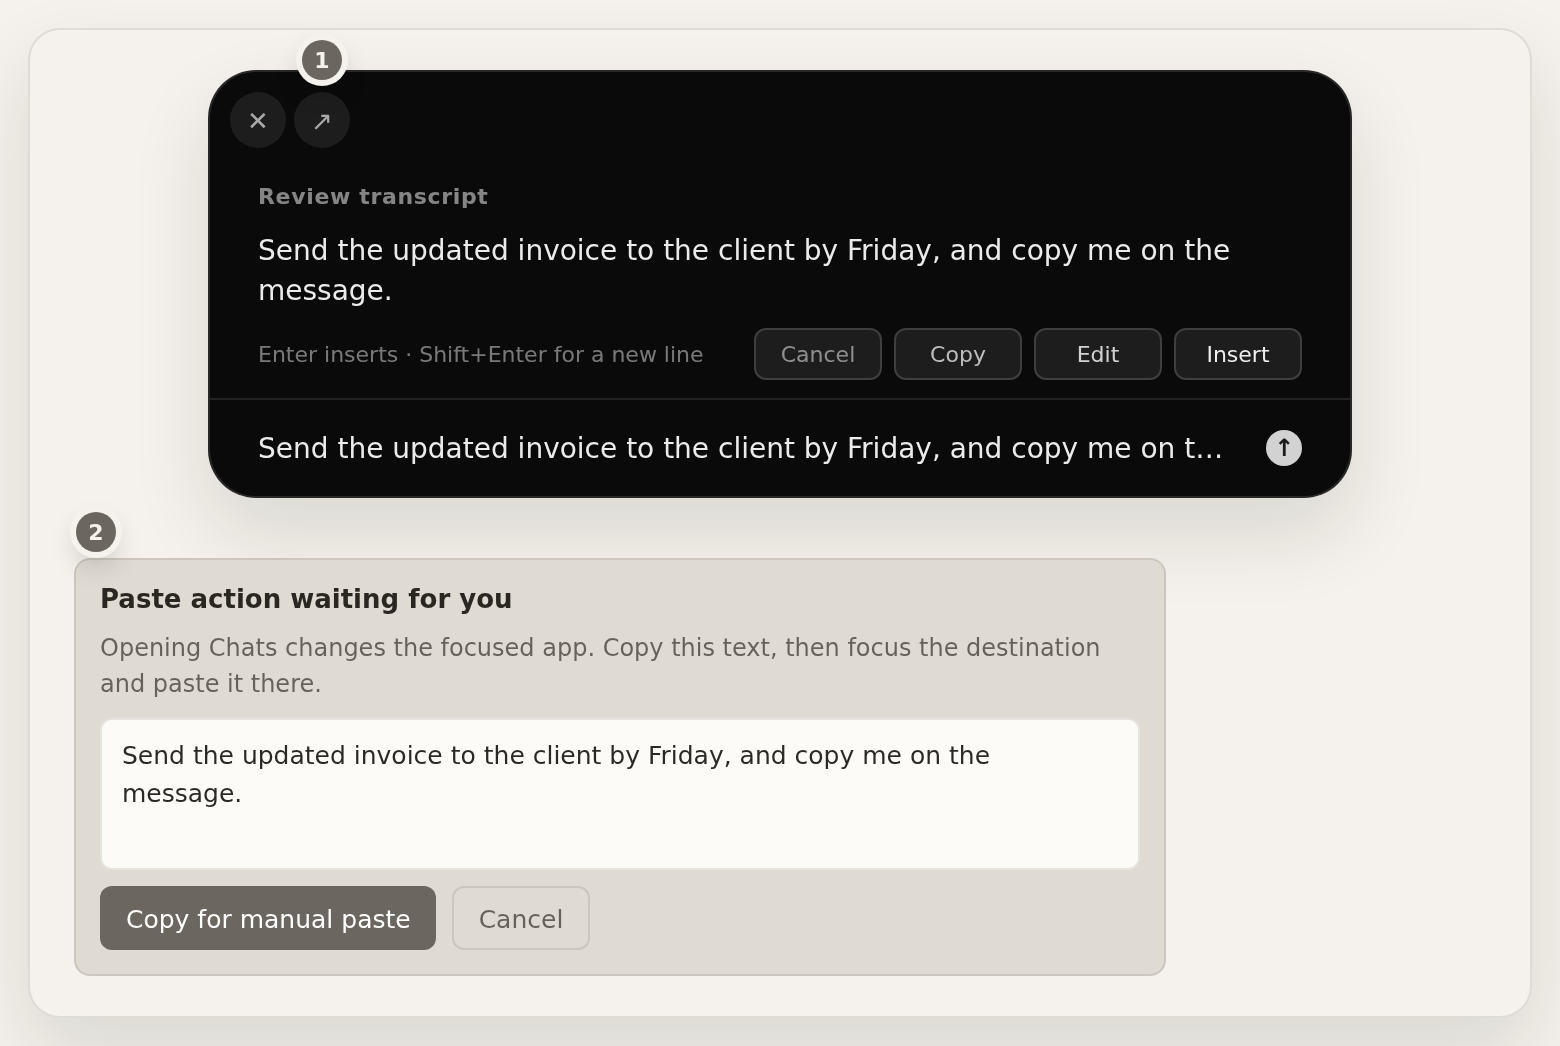 1
✕ ↗
Review transcript
Send the updated invoice to the client by Friday, and copy me on the
message.
Enter inserts · Shift+Enter for a new line
Cancel
Copy
Edit
Insert
Send the updated invoice to the client by Friday, and copy me on t…
↑
2
Paste action waiting for you
Opening Chats changes the focused app. Copy this text, then focus the destination
and paste it there.
Send the updated invoice to the client by Friday, and copy me on the
message.
Copy for manual paste
Cancel